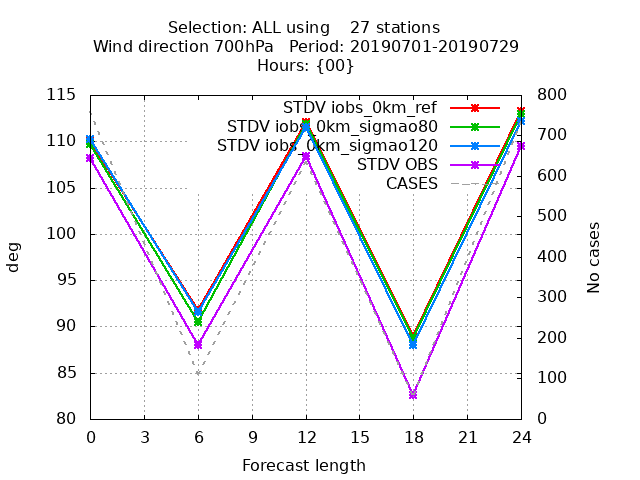 Selection: ALL using    27 stations
Wind direction 700hPa   Period: 20190701-20190729
Hours: {00}
STDV iobs_0km_ref
STDV iobs_0km_sigmao80
STDV iobs_0km_sigmao120
STDV OBS
CASES
115
110
105
100
95
90
85
80
deg
800
700
600
500
400
300
200
100
0
No cases
0 3 6 9 12 15 18 21 24
Forecast length